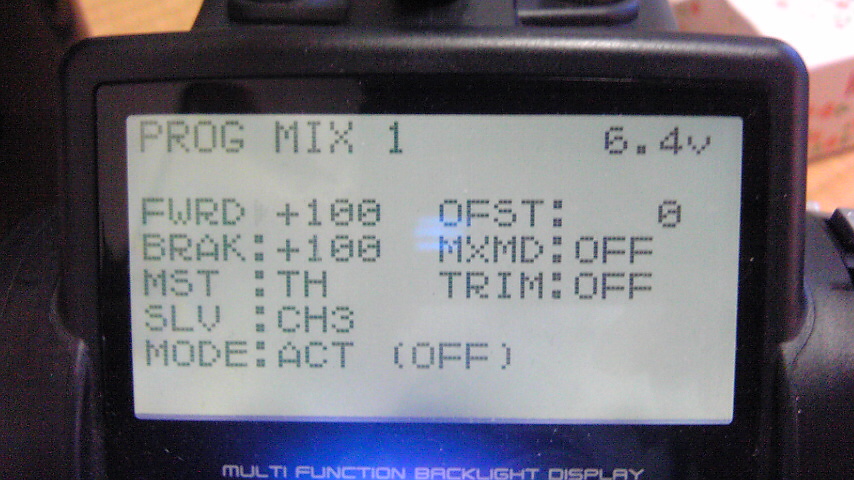 PROG MIX 1 6.4v
FWRD +100 OFST: 0
BRAK:+100 MXMD:OFF
MST :TH TRIM:OFF
SLV :CH3
MODE:ACT (OFF)
MULTI FUNCTION BACKLIGHT DISPLAY